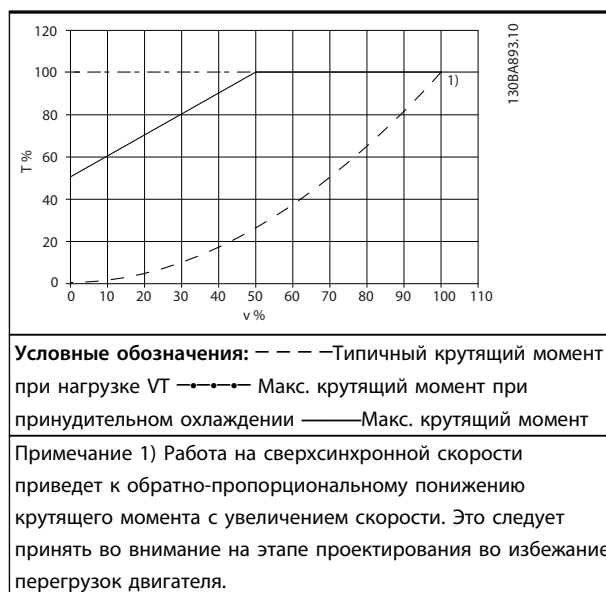 120
100
80
60
40
20
0
T %
0 10 20 30 40 50 60 70 80 90 100 110
v %
1)
130BA893.10
Условные обозначения: – – – –Типичный крутящий момент
при нагрузке VT –•–•–•– Макс. крутящий момент при
принудительном охлаждении ———Макс. крутящий момент
Примечание 1) Работа на сверхсинхронной скорости
приведет к обратно-пропорциональному понижению
крутящего момента с увеличением скорости. Это следует
принять во внимание на этапе проектирования во избежание
перегрузок двигателя.